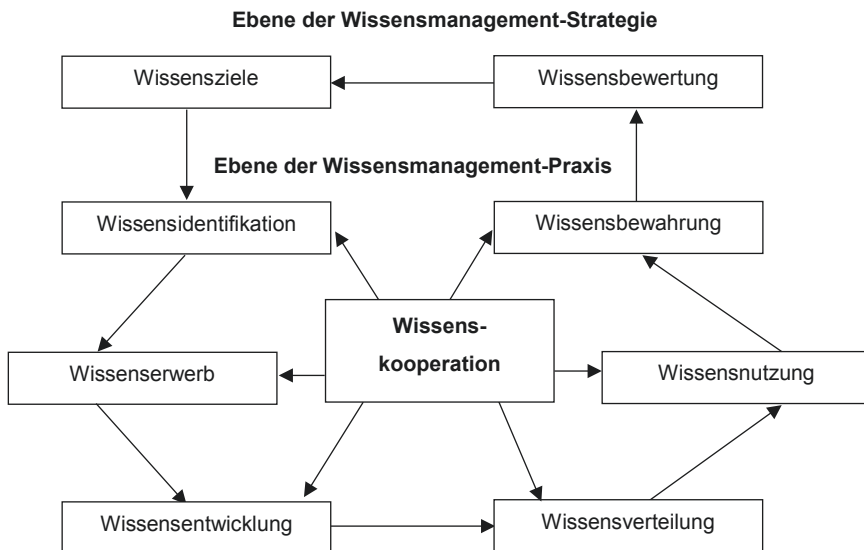 Ebene der Wissensmanagement-Strategie
Wissensziele
Wissensbewertung
Ebene der Wissensmanagement-Praxis
Wissensidentifikation
Wissensbewahrung
Wissens-
kooperation
Wissenserwerb
Wissensnutzung
Wissensentwicklung
Wissensverteilung